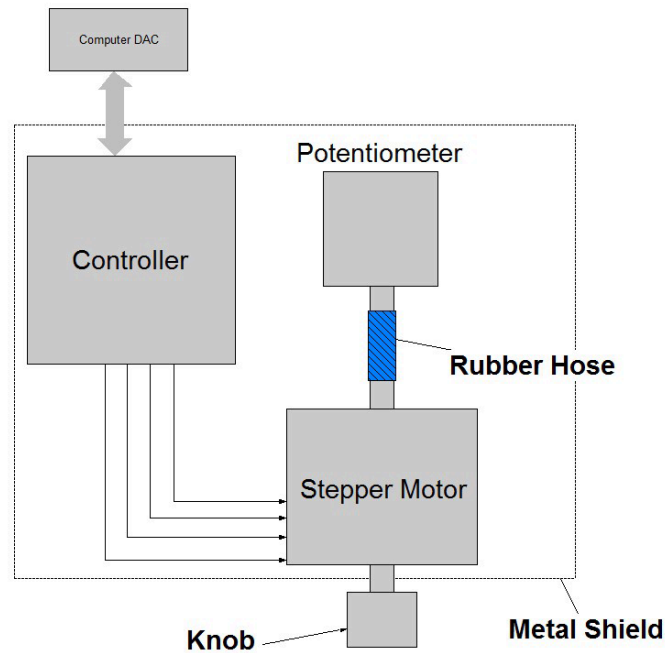 Computer DAC
Potentiometer
Controller
Rubber Hose
Stepper Motor
Metal Shield
Knob